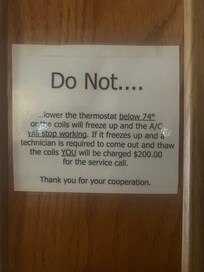 Do Not....
...lower the thermostat below 74°
or the coils will freeze up and the A/C
will stop working. If it freezes up and a
technician is required to come out and thaw
the coils YOU will be charged $200.00
for the service call.
Thank you for your cooperation.